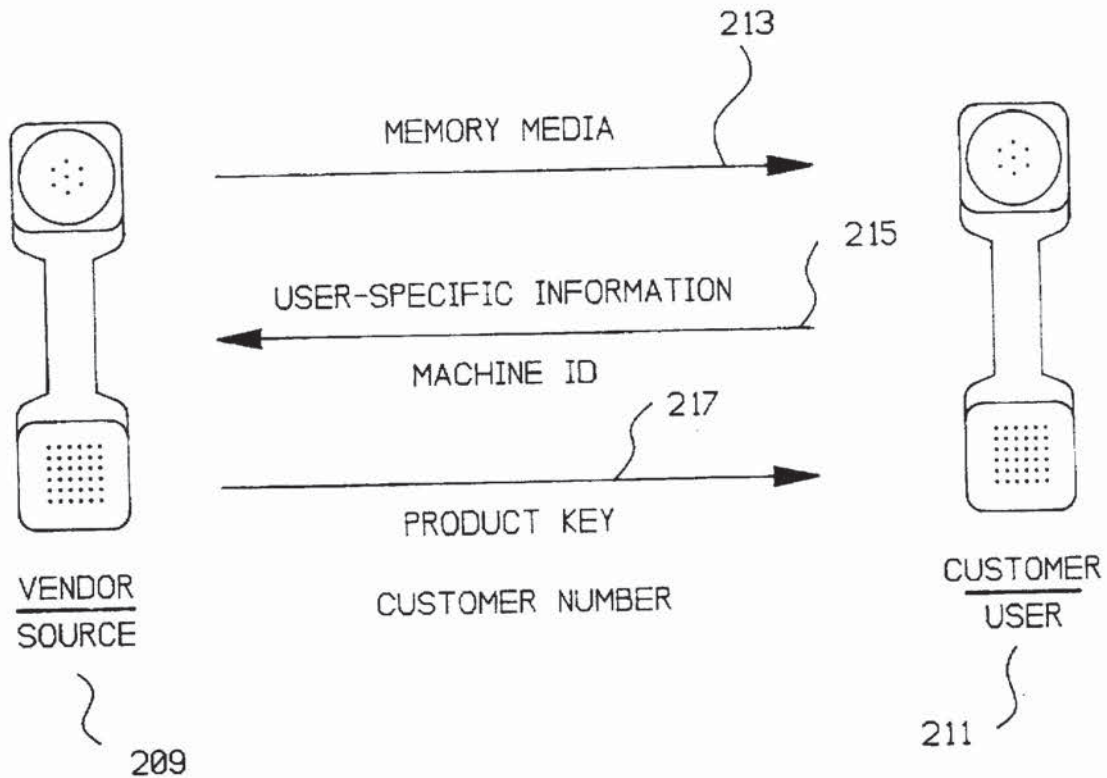 213
MEMORY MEDIA
215
USER-SPECIFIC INFORMATION
MACHINE ID
217
PRODUCT KEY
VENDOR
SOURCE
CUSTOMER NUMBER
CUSTOMER
USER
209
211